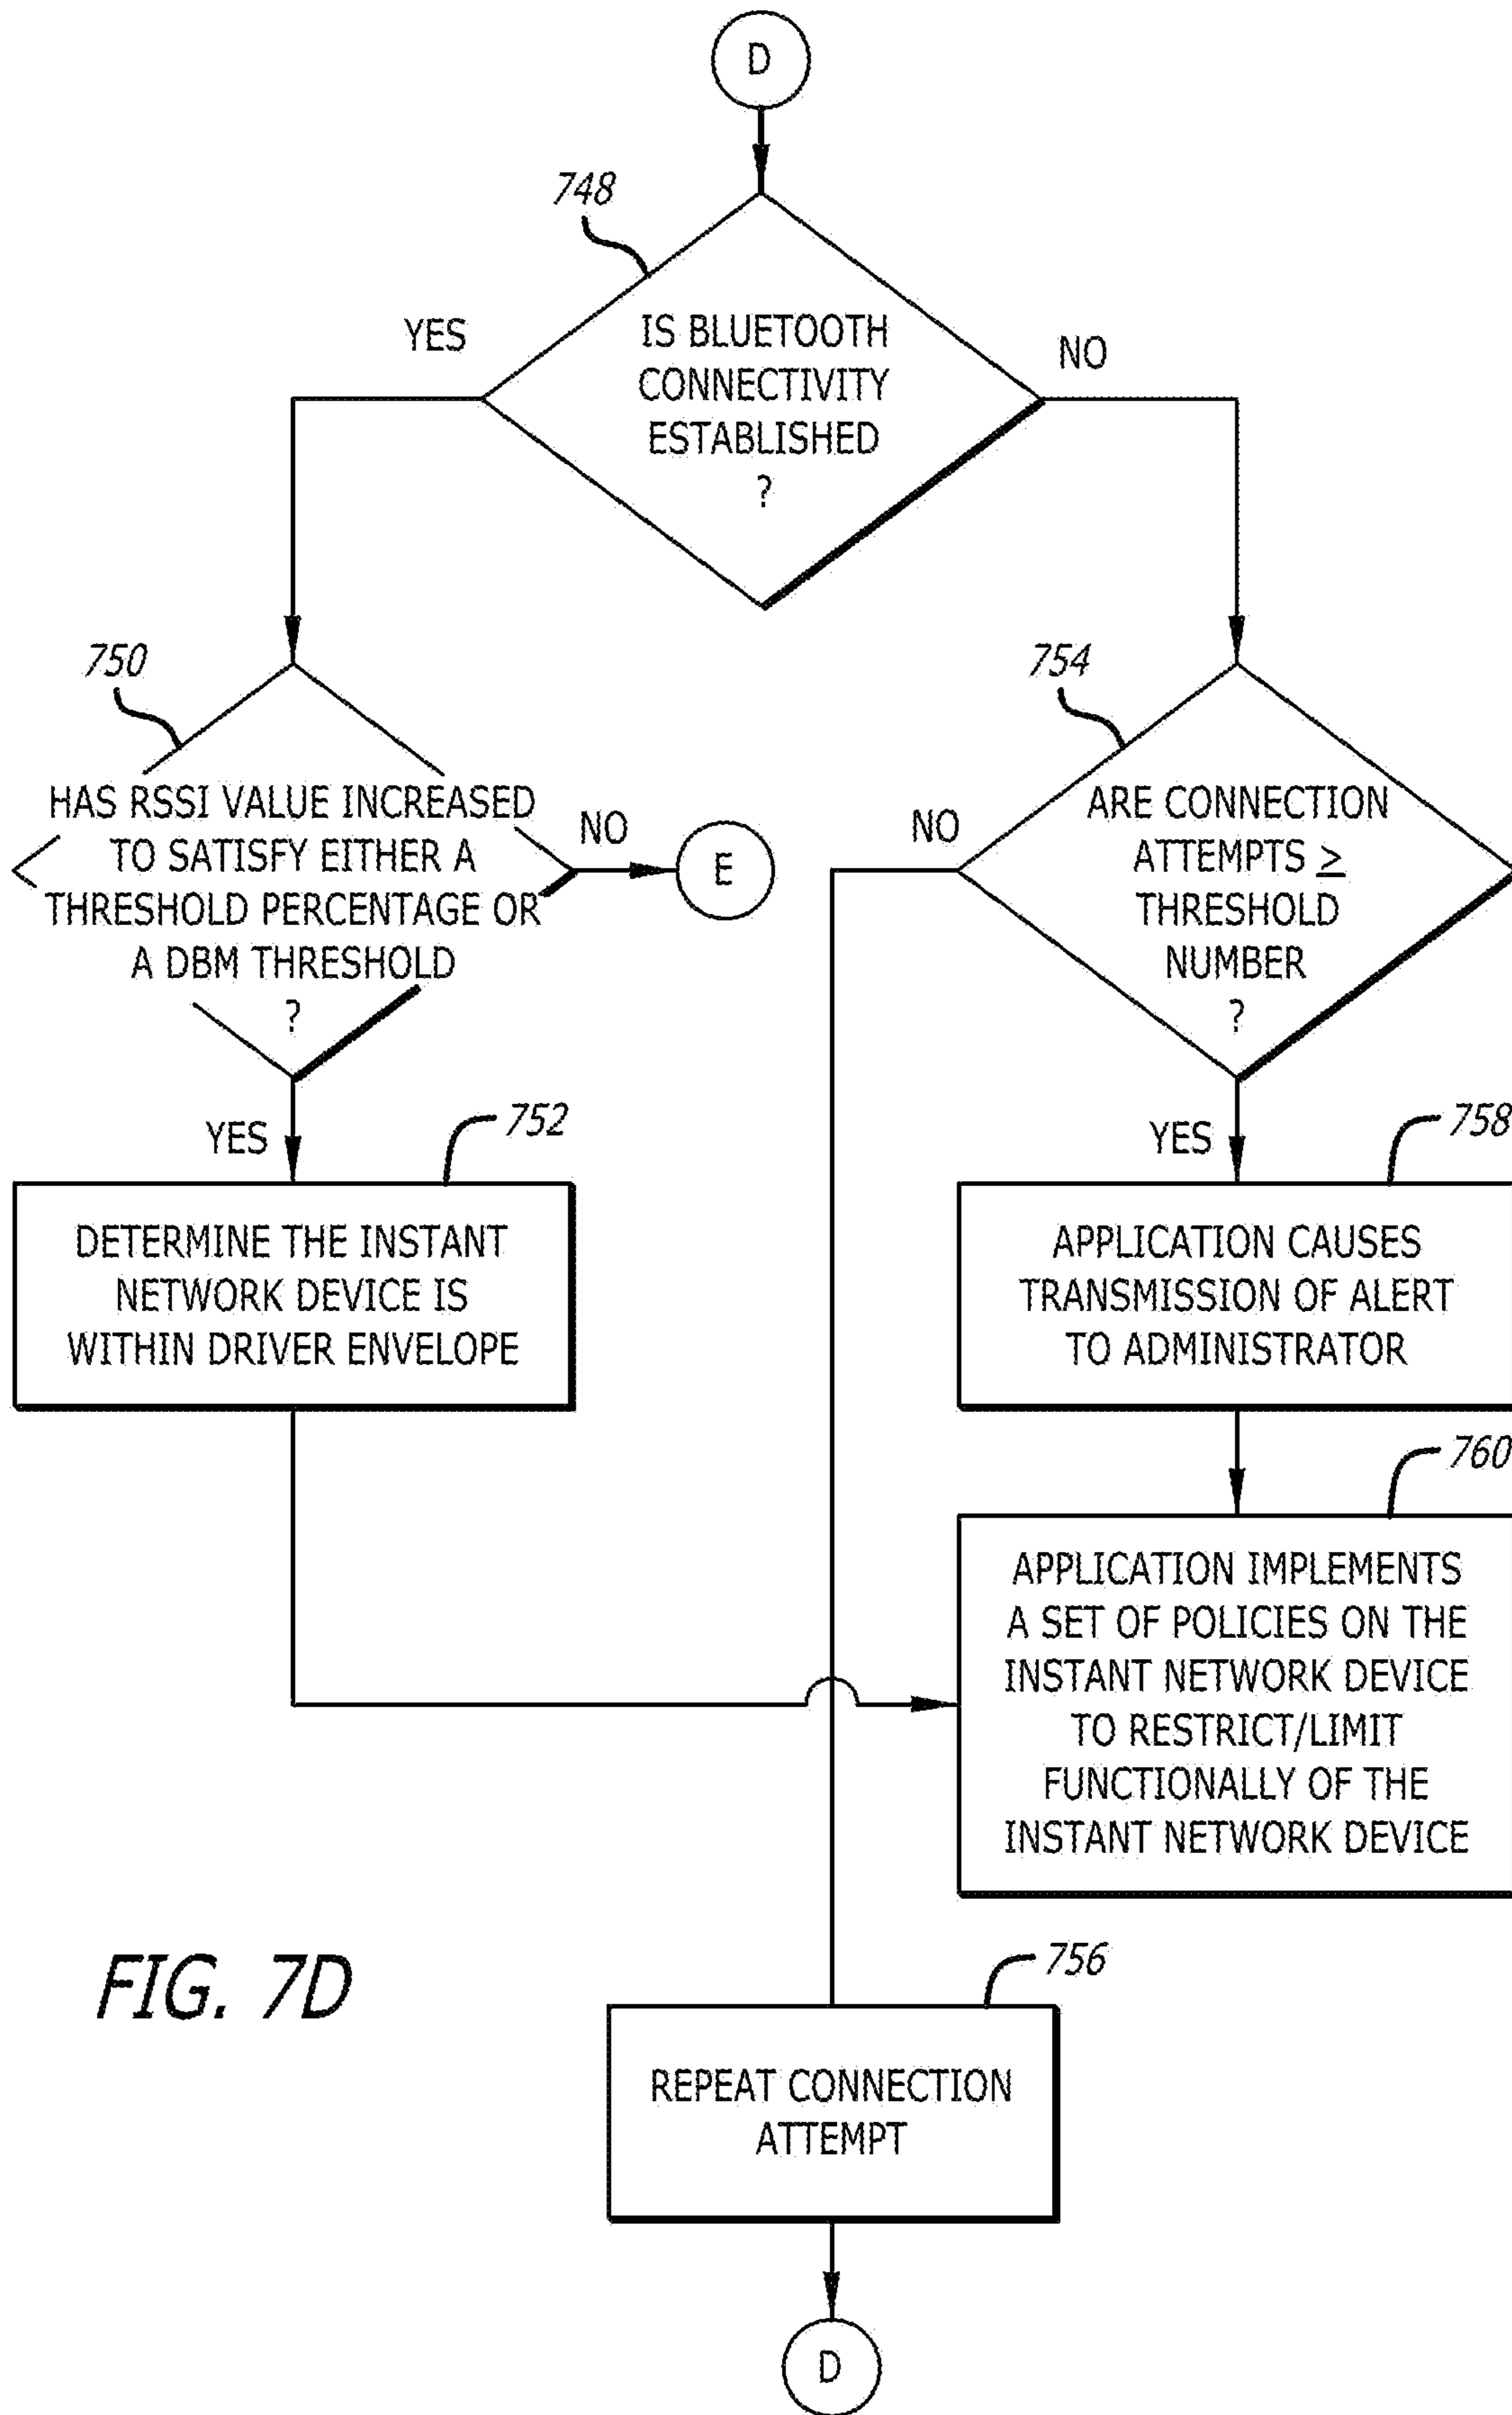 D
748
YES
IS BLUETOOTH
CONNECTIVITY
ESTABLISHED
?
NO
750
HAS RSSI VALUE INCREASED
TO SATISFY EITHER A
THRESHOLD PERCENTAGE OR
A DBM THRESHOLD
?
NO
E
754
NO
ARE CONNECTION
ATTEMPTS ≥
THRESHOLD
NUMBER
?
YES
752
DETERMINE THE INSTANT
NETWORK DEVICE IS
WITHIN DRIVER ENVELOPE
YES
758
APPLICATION CAUSES
TRANSMISSION OF ALERT
TO ADMINISTRATOR
760
APPLICATION IMPLEMENTS
A SET OF POLICIES ON THE
INSTANT NETWORK DEVICE
TO RESTRICT/LIMIT
FUNCTIONALLY OF THE
INSTANT NETWORK DEVICE
FIG. 7D
756
REPEAT CONNECTION
ATTEMPT
D